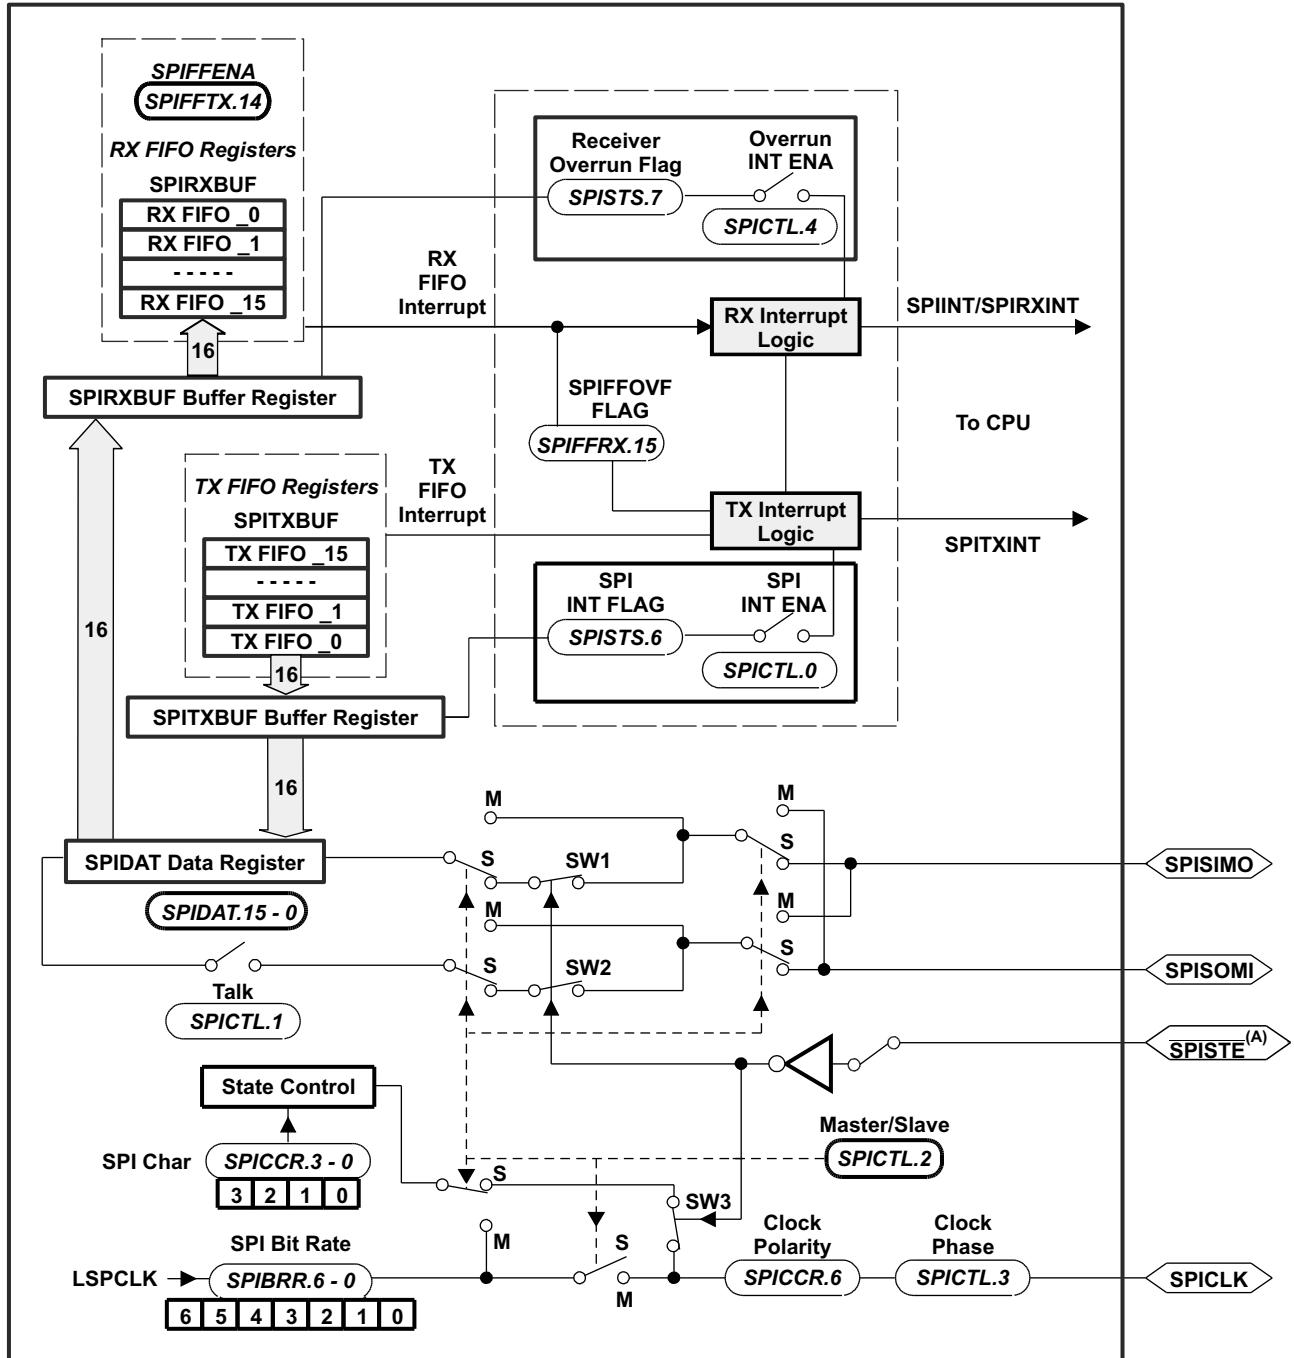 SPIFFENA
SPIFFTX.14
RX FIFO Registers
SPIRXBUF
RX FIFO _0
RX FIFO _1
- - - - -
RX FIFO _15
16
SPIRXBUF Buffer Register
Receiver
Overrun Flag
SPISTS.7
Overrun
INT ENA
SPICTL.4
RX
FIFO
Interrupt
RX Interrupt
Logic
SPIINT/SPIRXINT
SPIFFOVF
FLAG
SPIFFRX.15
To CPU
TX FIFO Registers
SPITXBUF
TX FIFO _15
- - - - -
TX FIFO _1
TX FIFO _0
16
TX
FIFO
Interrupt
TX Interrupt
Logic
SPITXINT
SPI
INT FLAG
SPISTS.6
SPI
INT ENA
SPICTL.0
16
SPITXBUF Buffer Register
16
SPIDAT Data Register
SPIDAT.15 - 0
M
S
SW1
M
S
SPISIMO
M
S
SW2
M
S
SPISOMI
Talk
SPICTL.1
SPISTE(A)
State Control
Master/Slave
SPICTL.2
SPI Char
SPICCR.3 - 0
3 2 1 0
S
M
SW3
SPI Bit Rate
LSPCLK
SPIBRR.6 - 0
6 5 4 3 2 1 0
S
M
Clock
Polarity
SPICCR.6
Clock
Phase
SPICTL.3
SPICLK